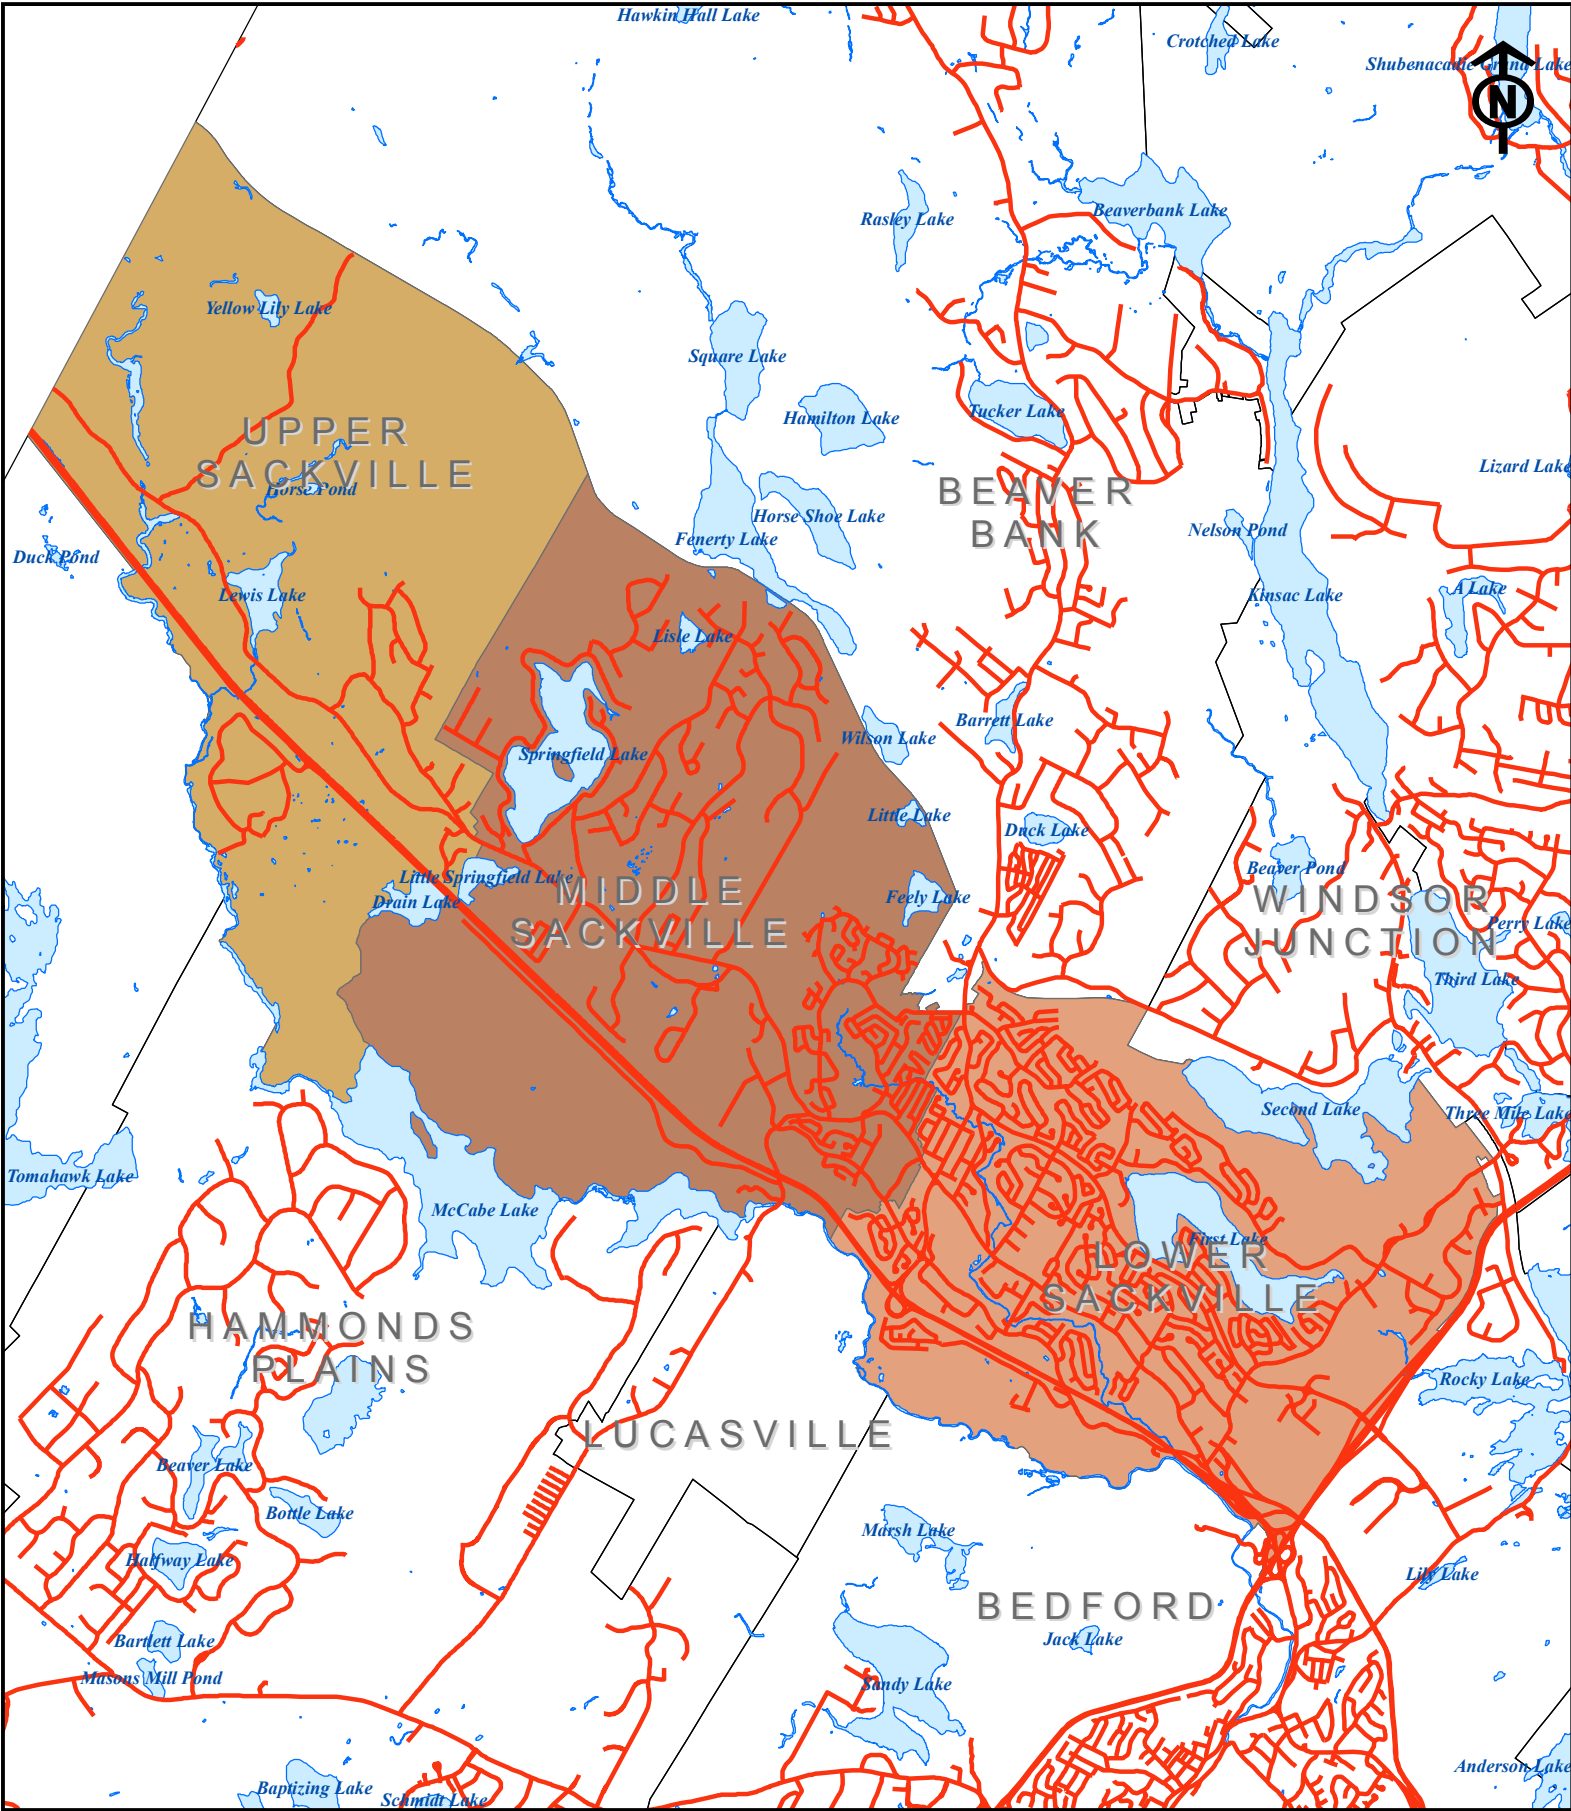 Hawkin Hall Lake
Crotched Lake
Shubenacadie Grand Lake
N
Rasley Lake
Beaverbank Lake
Yellow Lily Lake
Square Lake
Hamilton Lake
Tucker Lake
UPPER
SACKVILLE
Horse Pond
Lizard Lake
BEAVER
BANK
Horse Shoe Lake
Fenerty Lake
Nelson Pond
Duck Pond
Lewis Lake
Kinsac Lake
A Lake
Lisle Lake
Barrett Lake
Wilson Lake
Springfield Lake
Little Lake
Duck Lake
Beaver Pond
Little Springfield Lake
Drain Lake
MIDDLE
SACKVILLE
Feely Lake
WINDSOR
JUNCTION
Perry Lake
Third Lake
Second Lake
Three Mile Lake
Tomahawk Lake
McCabe Lake
First Lake
LOWER
SACKVILLE
HAMMONDS
PLAINS
Rocky Lake
LUCASVILLE
Beaver Lake
Bottle Lake
Marsh Lake
Halfway Lake
Lily Lake
BEDFORD
Jack Lake
Bartlett Lake
Masons Mill Pond
Sandy Lake
Anderson Lake
Baptizing Lake
Schmidt Lake